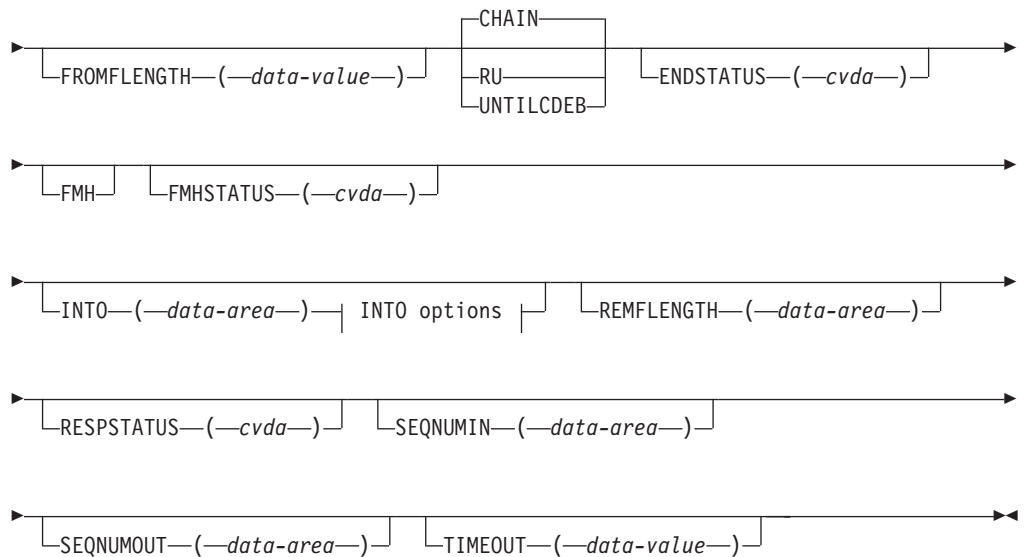 CHAIN
FROMFLENGTH(data-value) RU ENDSTATUS(cvda)
UNTILCDEB
FMH FMHSTATUS(cvda)
INTO(data-area) INTO options REMFLENGTH(data-area)
RESPSTATUS(cvda) SEQNUMIN(data-area)
SEQNUMOUT(data-area) TIMEOUT(data-value)